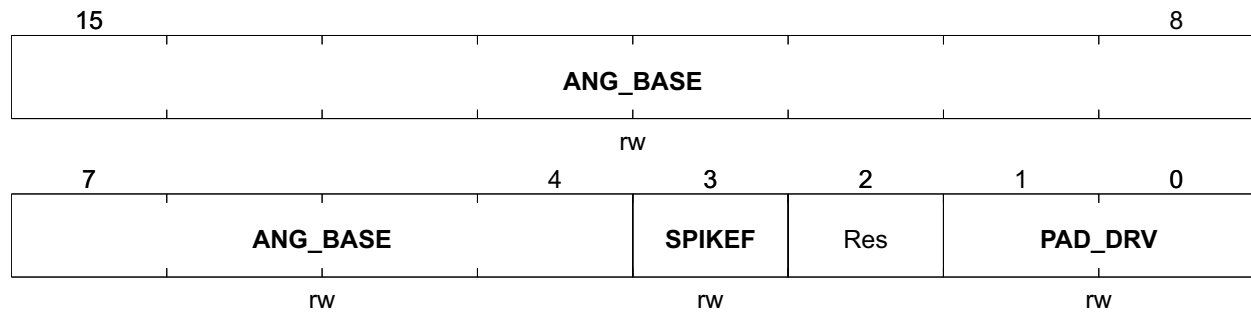 15 8
ANG_BASE
rw
7 4 3 2 1 0
ANG_BASE SPIKEF Res PAD_DRV
rw rw rw